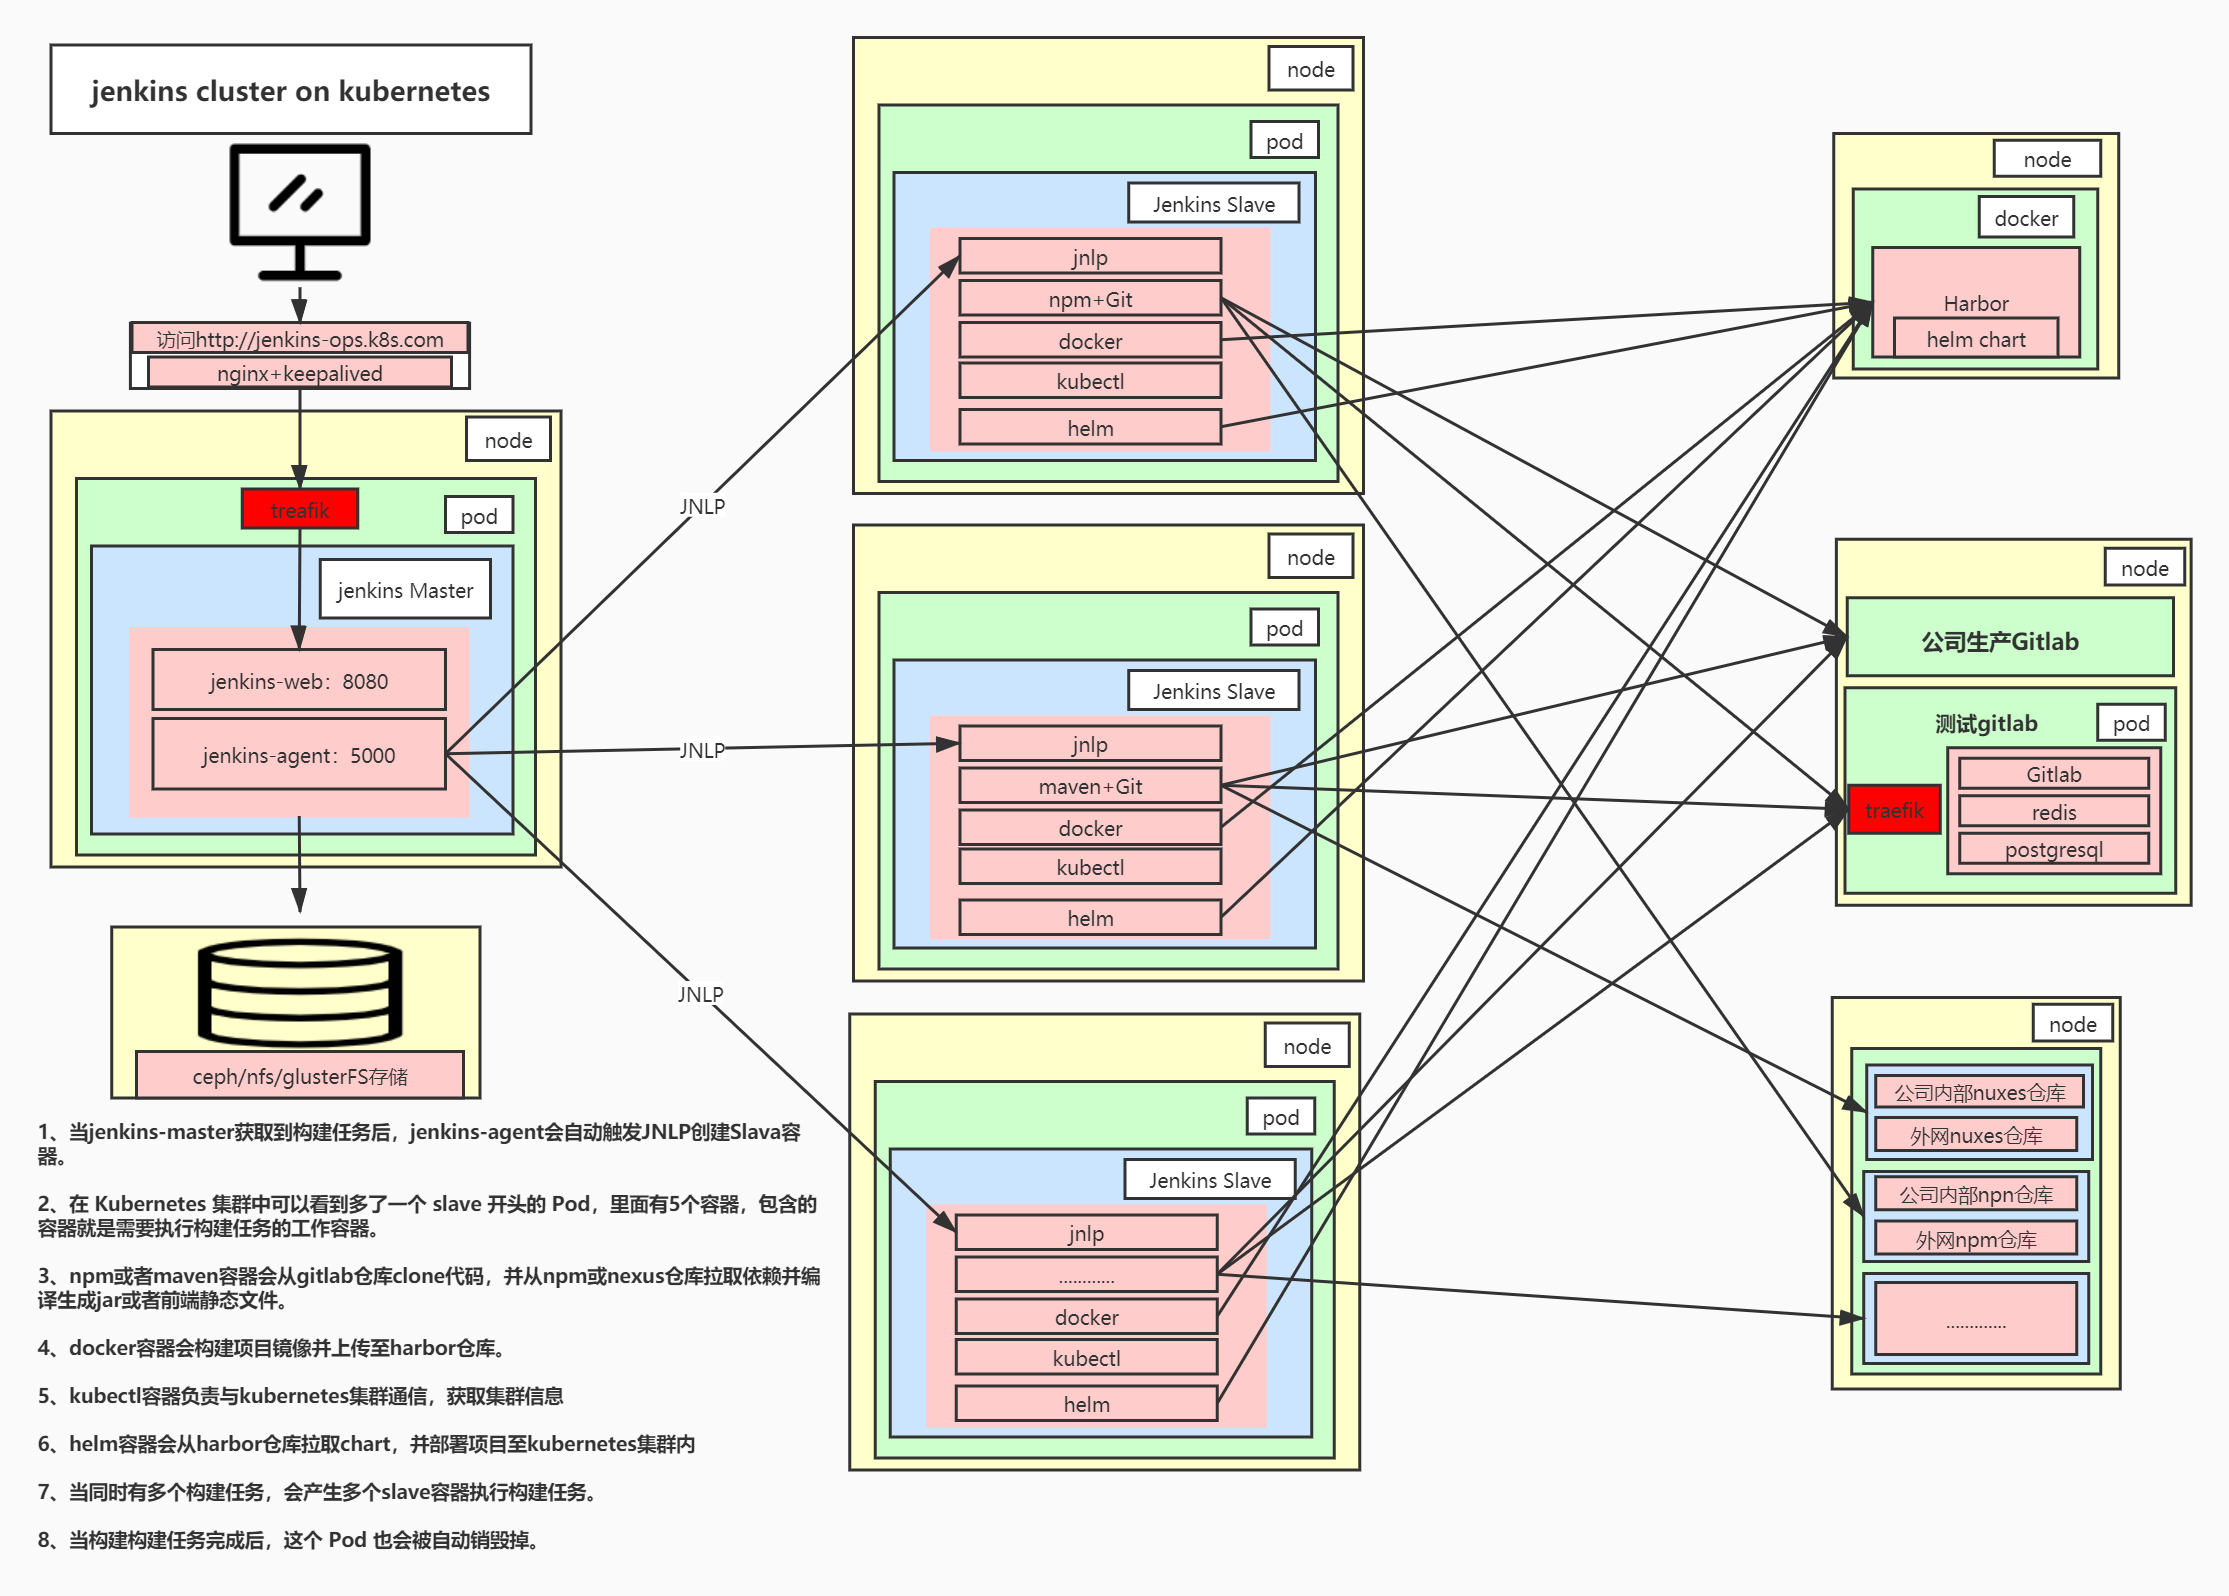 jenkins cluster on kubernetes
访问http://jenkins-ops.k8s.com
nginx+keepalived
node
treafik
pod
jenkins Master
jenkins-web：8080
jenkins-agent：5000
ceph/nfs/glusterFS存储
1、当jenkins-master获取到构建任务后，jenkins-agent会自动触发JNLP创建Slava容
器。
2、在 Kubernetes 集群中可以看到多了一个 slave 开头的 Pod，里面有5个容器，包含的
容器就是需要执行构建任务的工作容器。
3、npm或者maven容器会从gitlab仓库clone代码，并从npm或nexus仓库拉取依赖并编
译生成jar或者前端静态文件。
4、docker容器会构建项目镜像并上传至harbor仓库。
5、kubectl容器负责与kubernetes集群通信，获取集群信息
6、helm容器会从harbor仓库拉取chart，并部署项目至kubernetes集群内
7、当同时有多个构建任务，会产生多个slave容器执行构建任务。
8、当构建构建任务完成后，这个 Pod 也会被自动销毁掉。
JNLP
JNLP
JNLP
node
pod
Jenkins Slave
jnlp
npm+Git
docker
kubectl
helm
node
pod
Jenkins Slave
jnlp
maven+Git
docker
kubectl
helm
node
pod
Jenkins Slave
jnlp
............
docker
kubectl
helm
node
docker
Harbor
helm chart
node
公司生产Gitlab
测试gitlab
pod
Gitlab
traefik
redis
postgresql
node
公司内部nuxes仓库
外网nuxes仓库
公司内部npn仓库
外网npm仓库
.............